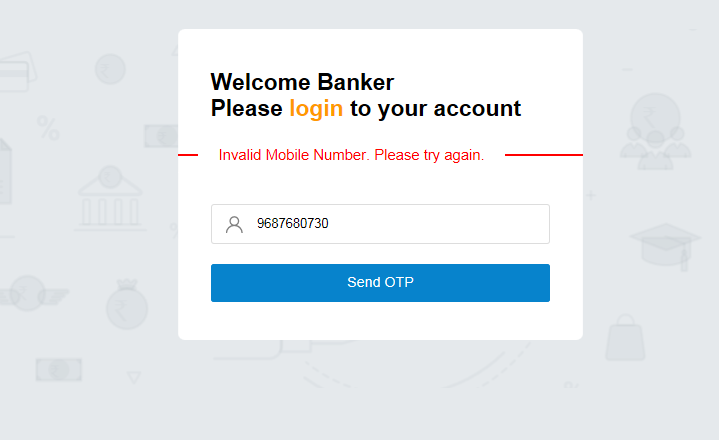 Welcome Banker
Please login to your account
Invalid Mobile Number. Please try again.
9687680730
Send OTP